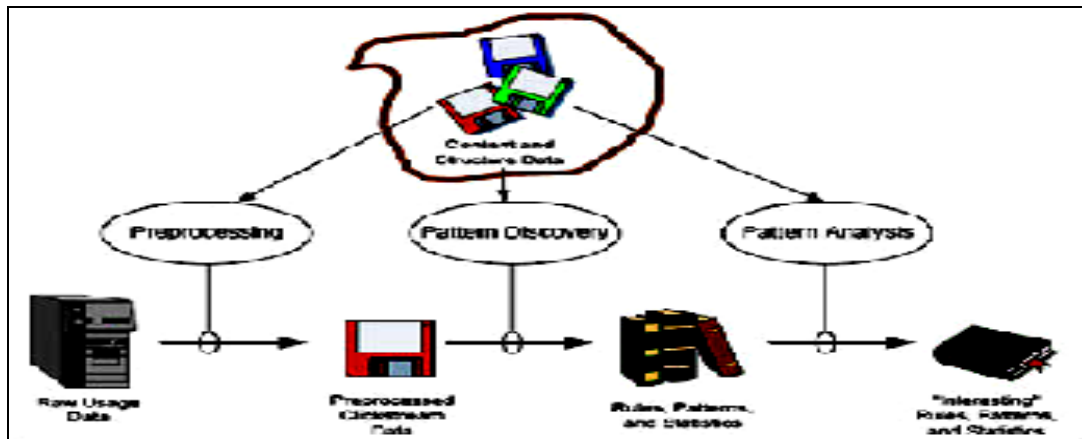 Content and
Structure Data
Preprocessing
Pattern Discovery
Pattern Analysis
Raw Usage
Data
Preprocessed
Clickstream
Data
Rules, Patterns,
and Statistics
"Interesting"
Rules, Patterns,
and Statistics